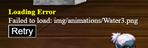 Loading Error
Failed to load: img/animations/Water3.png
Retry